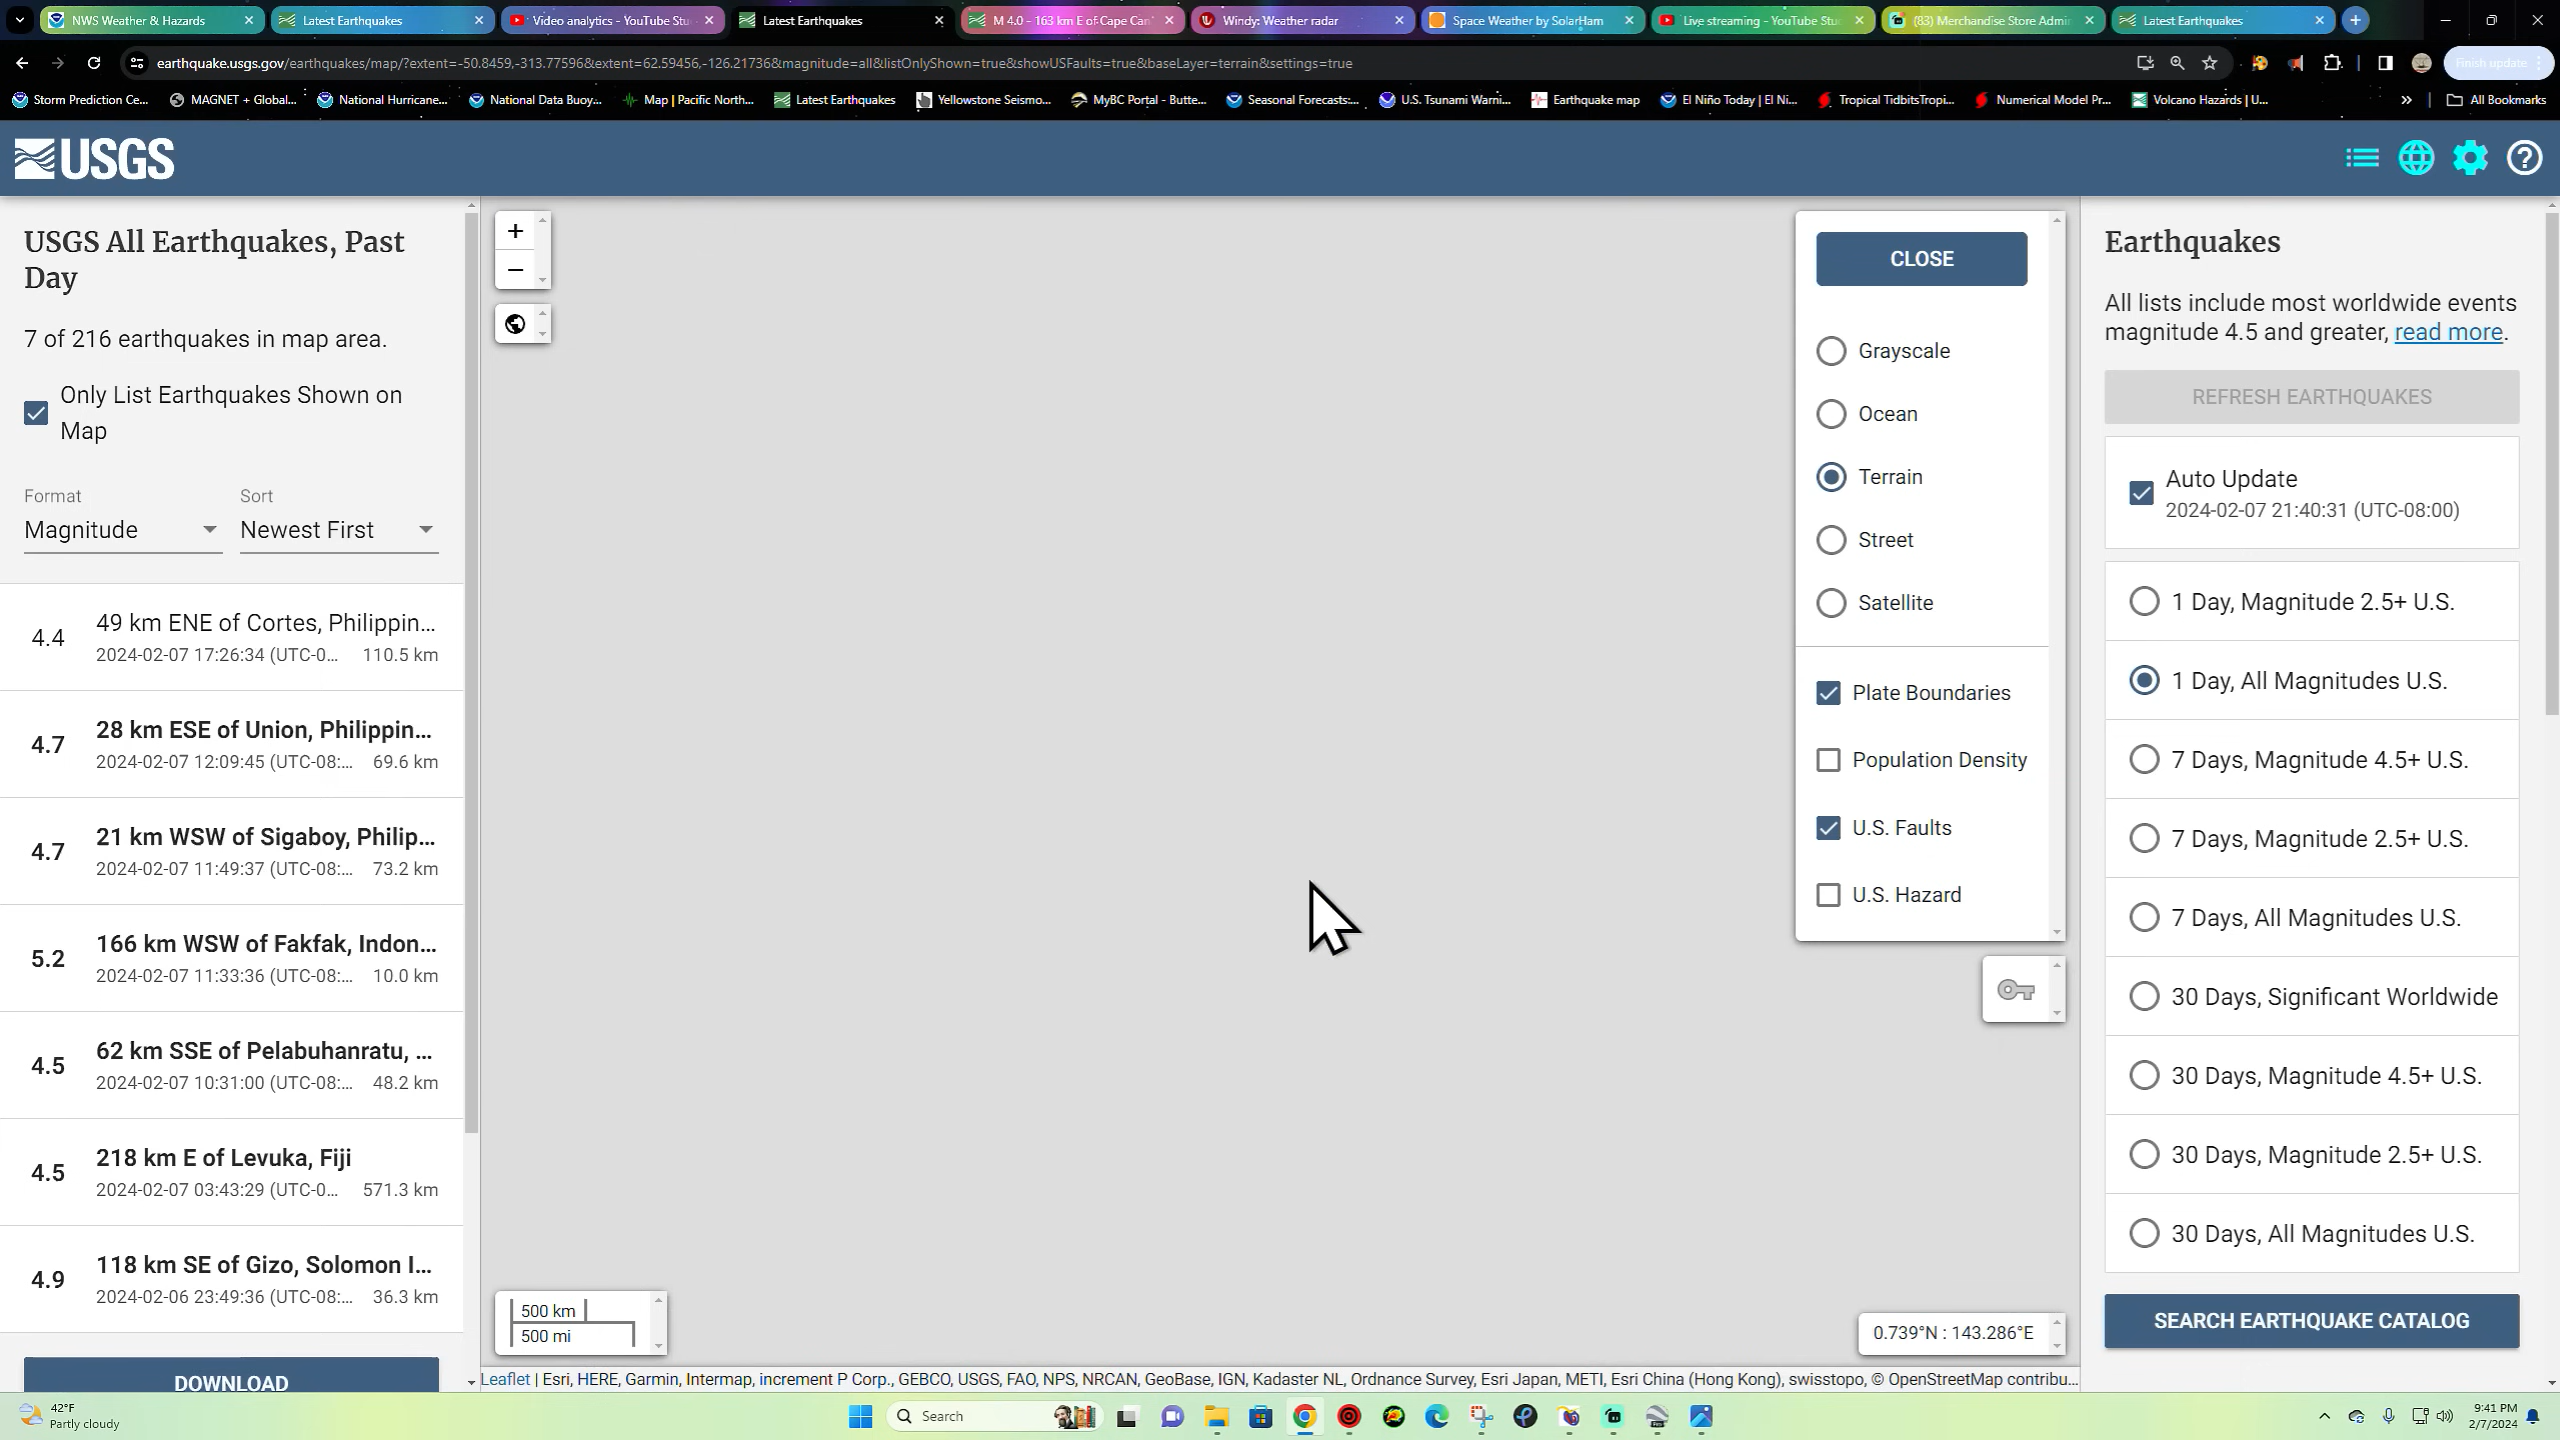 NWS Weather & Hazards
Latest Earthquakes
Video analytics - YouTube Stu
Latest Earthquakes
M 4.0 - 163 km E of Cape Can
Windy: Weather radar
Space Weather by SolarHam
Live streaming - YouTube Stu
(83) Merchandise Store Admin
Latest Earthquakes
earthquake.usgs.gov/earthquakes/map/?extent=-50.8459,-313.77596&extent=62.59456,-126.21736&magnitude=all&listOnlyShown=true&showUSFaults=true&baseLayer=terrain&settings=true
Finish update
Storm Prediction Ce...
MAGNET + Global...
National Hurricane...
National Data Buoy...
Map | Pacific North...
Latest Earthquakes
Yellowstone Seismo...
MyBC Portal - Butte...
Seasonal Forecasts:...
U.S. Tsunami Warni...
Earthquake map
El Niño Today | El Ni...
Tropical TidbitsTropi...
Numerical Model Pr...
Volcano Hazards | U...
All Bookmarks
USGS
USGS All Earthquakes, Past
Day
7 of 216 earthquakes in map area.
Only List Earthquakes Shown on
Map
Format
Sort
Magnitude
Newest First
4.4
49 km ENE of Cortes, Philippin...
2024-02-07 17:26:34 (UTC-0... 110.5 km
4.7
28 km ESE of Union, Philippin...
2024-02-07 12:09:45 (UTC-08:... 69.6 km
4.7
21 km WSW of Sigaboy, Philip...
2024-02-07 11:49:37 (UTC-08:... 73.2 km
5.2
166 km WSW of Fakfak, Indon...
2024-02-07 11:33:36 (UTC-08:... 10.0 km
4.5
62 km SSE of Pelabuhanratu, ...
2024-02-07 10:31:00 (UTC-08:... 48.2 km
4.5
218 km E of Levuka, Fiji
2024-02-07 03:43:29 (UTC-0... 571.3 km
4.9
118 km SE of Gizo, Solomon I...
2024-02-06 23:49:36 (UTC-08:... 36.3 km
DOWNLOAD
+
−
500 km
500 mi
CLOSE
Grayscale
Ocean
Terrain
Street
Satellite
Plate Boundaries
Population Density
U.S. Faults
U.S. Hazard
0.739°N : 143.286°E
Leaflet | Esri, HERE, Garmin, Intermap, increment P Corp., GEBCO, USGS, FAO, NPS, NRCAN, GeoBase, IGN, Kadaster NL, Ordnance Survey, Esri Japan, METI, Esri China (Hong Kong), swisstopo, © OpenStreetMap contribu...
Earthquakes
All lists include most worldwide events
magnitude 4.5 and greater, read more.
REFRESH EARTHQUAKES
Auto Update
2024-02-07 21:40:31 (UTC-08:00)
1 Day, Magnitude 2.5+ U.S.
1 Day, All Magnitudes U.S.
7 Days, Magnitude 4.5+ U.S.
7 Days, Magnitude 2.5+ U.S.
7 Days, All Magnitudes U.S.
30 Days, Significant Worldwide
30 Days, Magnitude 4.5+ U.S.
30 Days, Magnitude 2.5+ U.S.
30 Days, All Magnitudes U.S.
SEARCH EARTHQUAKE CATALOG
42°F
Partly cloudy
Search
9:41 PM
2/7/2024